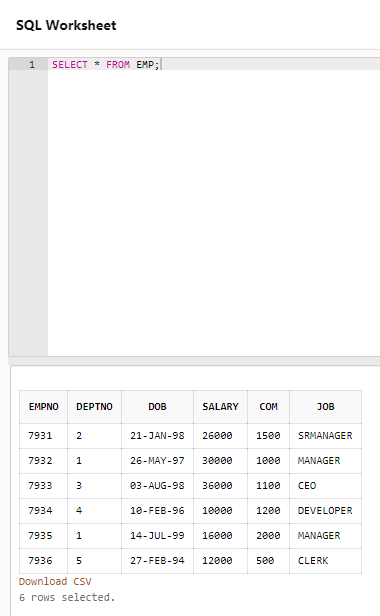 SQL Worksheet
1 SELECT * FROM EMP;
EMPNO DEPTNO DOB SALARY COM JOB
7931 2 21-JAN-98 26000 1500 SRMANAGER
7932 1 26-MAY-97 30000 1000 MANAGER
7933 3 03-AUG-98 36000 1100 CEO
7934 4 10-FEB-96 10000 1200 DEVELOPER
7935 1 14-JUL-99 16000 2000 MANAGER
7936 5 27-FEB-94 12000 500 CLERK
Download CSV
6 rows selected.